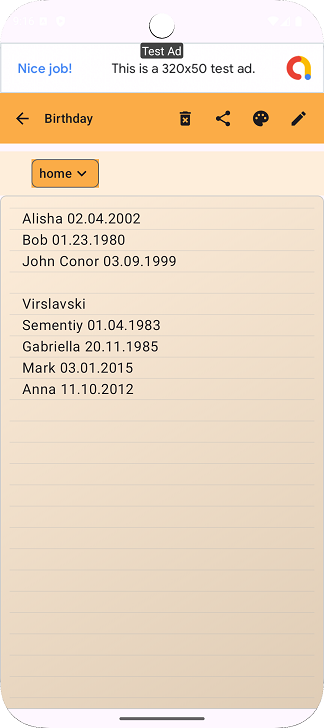 Test Ad
Nice job!
This is a 320x50 test ad.
Birthday
home
Alisha 02.04.2002
Bob 01.23.1980
John Conor 03.09.1999
Virslavski
Sementiy 01.04.1983
Gabriella 20.11.1985
Mark 03.01.2015
Anna 11.10.2012